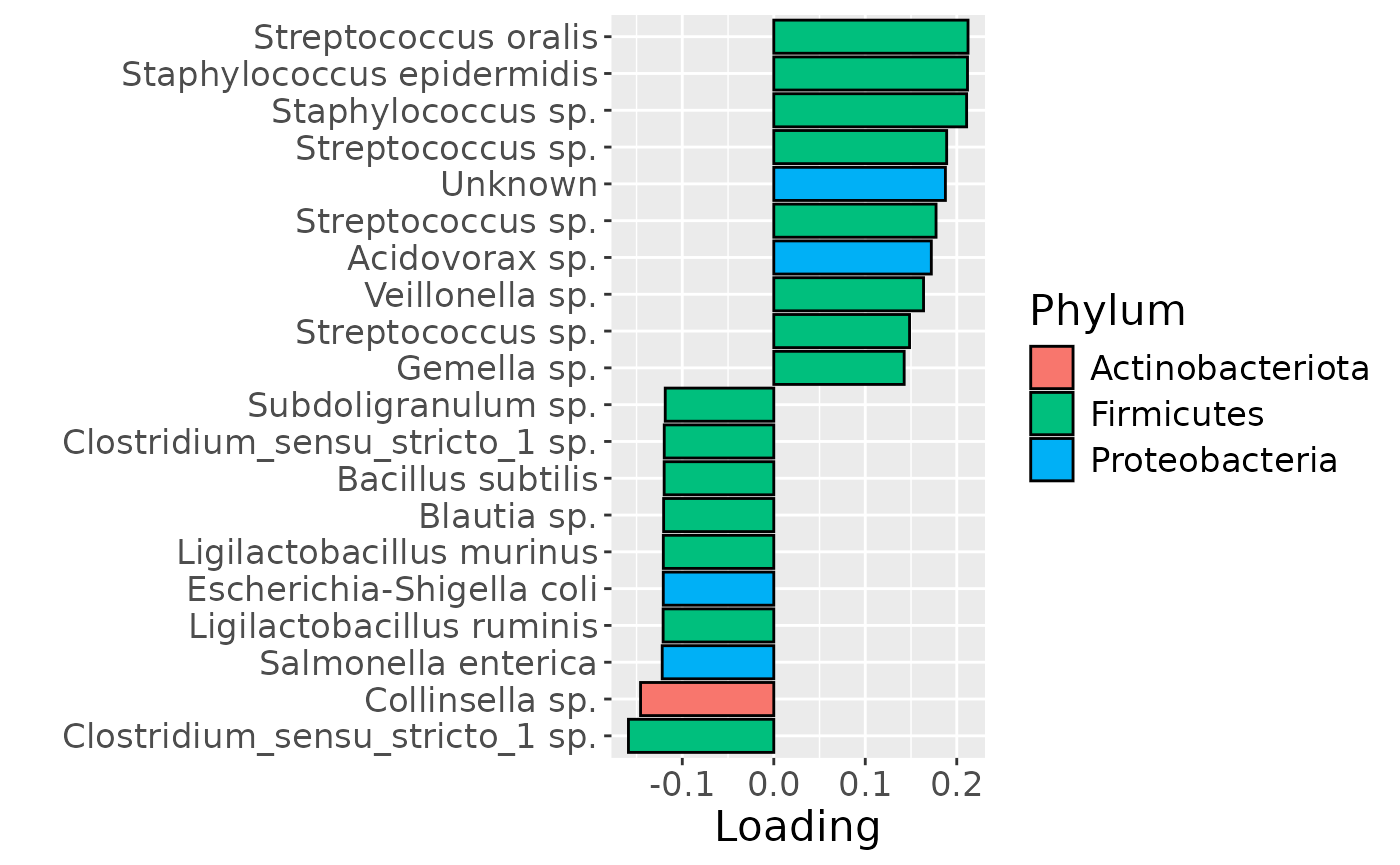 Streptococcus oralis
Staphylococcus epidermidis
Staphylococcus sp.
Streptococcus sp.
Unknown
Streptococcus sp.
Acidovorax sp.
Veillonella sp.
Streptococcus sp.
Gemella sp.
Subdoligranulum sp.
Clostridium_sensu_stricto_1 sp.
Bacillus subtilis
Blautia sp.
Ligilactobacillus murinus
Escherichia-Shigella coli
Ligilactobacillus ruminis
Salmonella enterica
Collinsella sp.
Clostridium_sensu_stricto_1 sp.
-0.1 0.0 0.1 0.2
Loading
Phylum
Actinobacteriota
Firmicutes
Proteobacteria